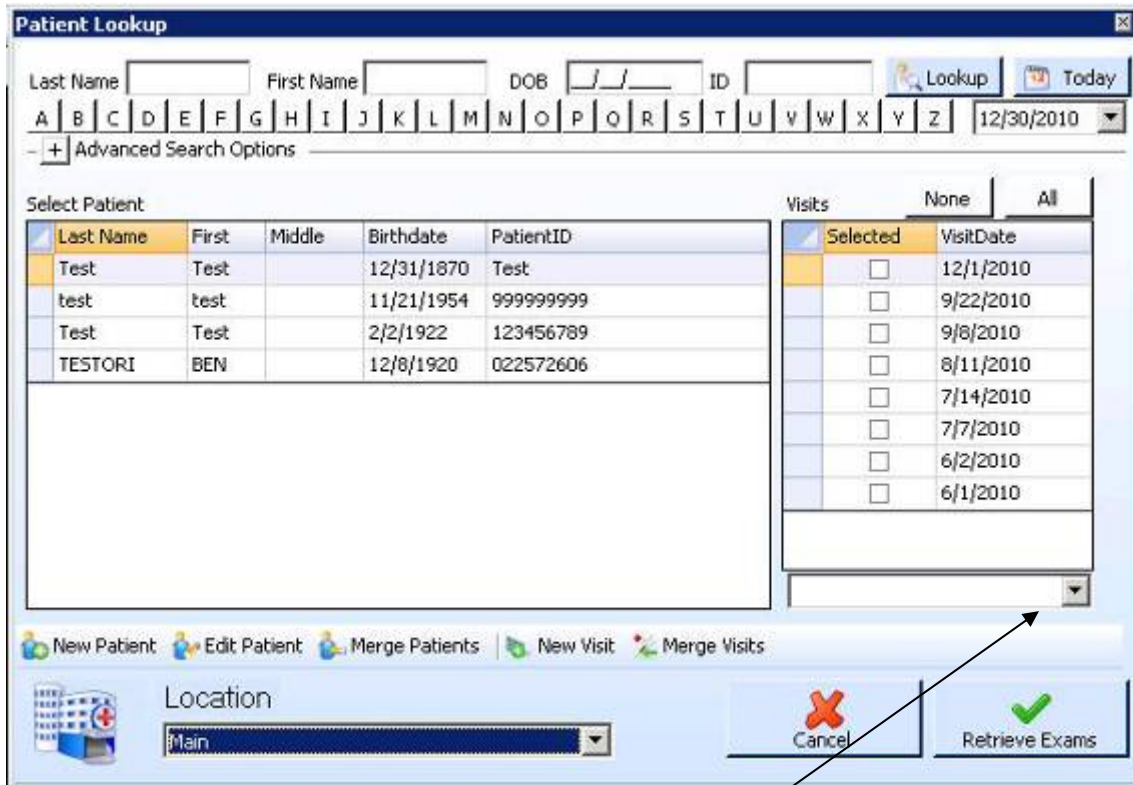 Patient Lookup
Last Name First Name DOB _/_/____ ID Lookup Today
A B C D E F G H I J K L M N O P Q R S T U V W X Y Z 12/30/2010
+ Advanced Search Options
Select Patient Visits None All
Last Name First Middle Birthdate PatientID Selected VisitDate
Test Test 12/31/1870 Test 12/1/2010
test test 11/21/1954 999999999 9/22/2010
Test Test 2/2/1922 123456789 9/8/2010
TESTORI BEN 12/8/1920 022572606 8/11/2010
7/14/2010
7/7/2010
6/2/2010
6/1/2010
New Patient Edit Patient Merge Patients New Visit Merge Visits
Location
Main Cancel Retrieve Exams